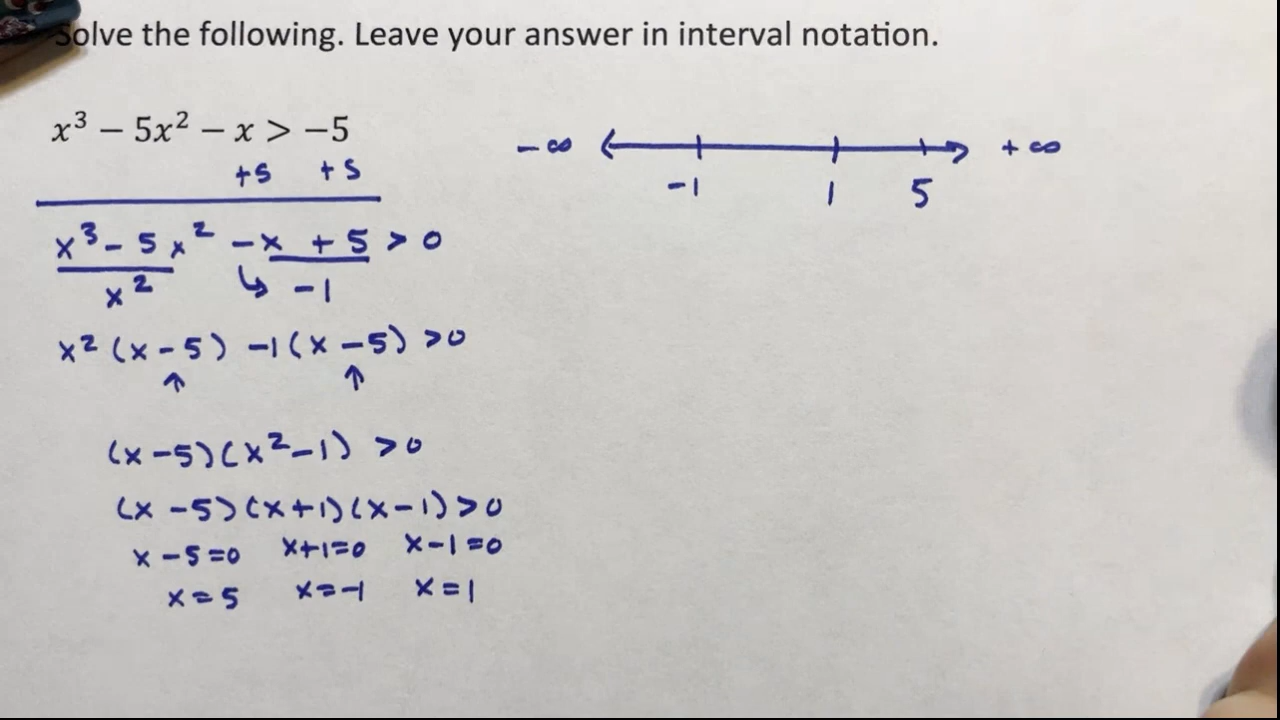 Solve the following. Leave your answer in interval notation.
x³ − 5x² − x > −5
+5 +5
x³ − 5x² − x + 5 > 0
x² ↳ −1
x² (x − 5) −1 (x − 5) > 0
↑ ↑
(x − 5)(x² − 1) > 0
(x − 5)(x + 1)(x − 1) > 0
x − 5 = 0 x + 1 = 0 x − 1 = 0
x = 5 x = −1 x = 1
−∞ +∞
−1 1 5